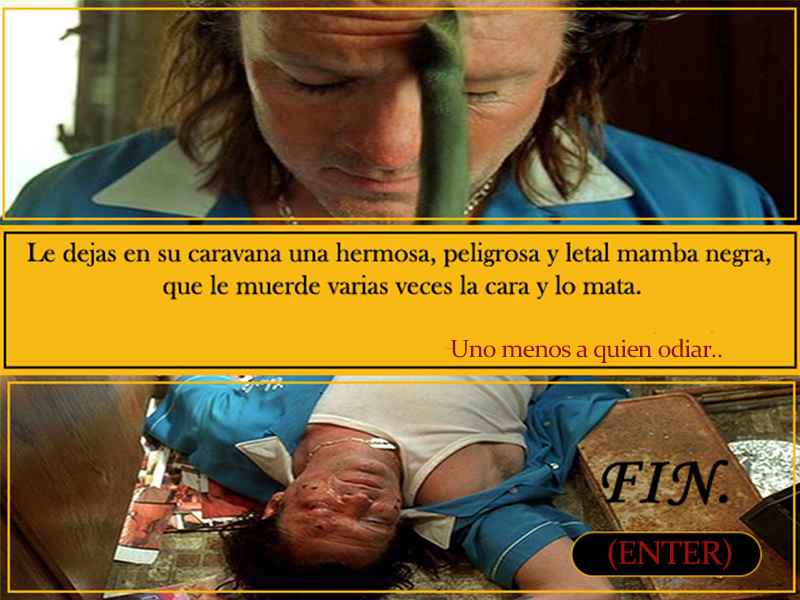 Le dejas en su caravana una hermosa, peligrosa y letal mamba negra,
que le muerde varias veces la cara y lo mata.
Uno menos a quien odiar..
FIN.
(ENTER)